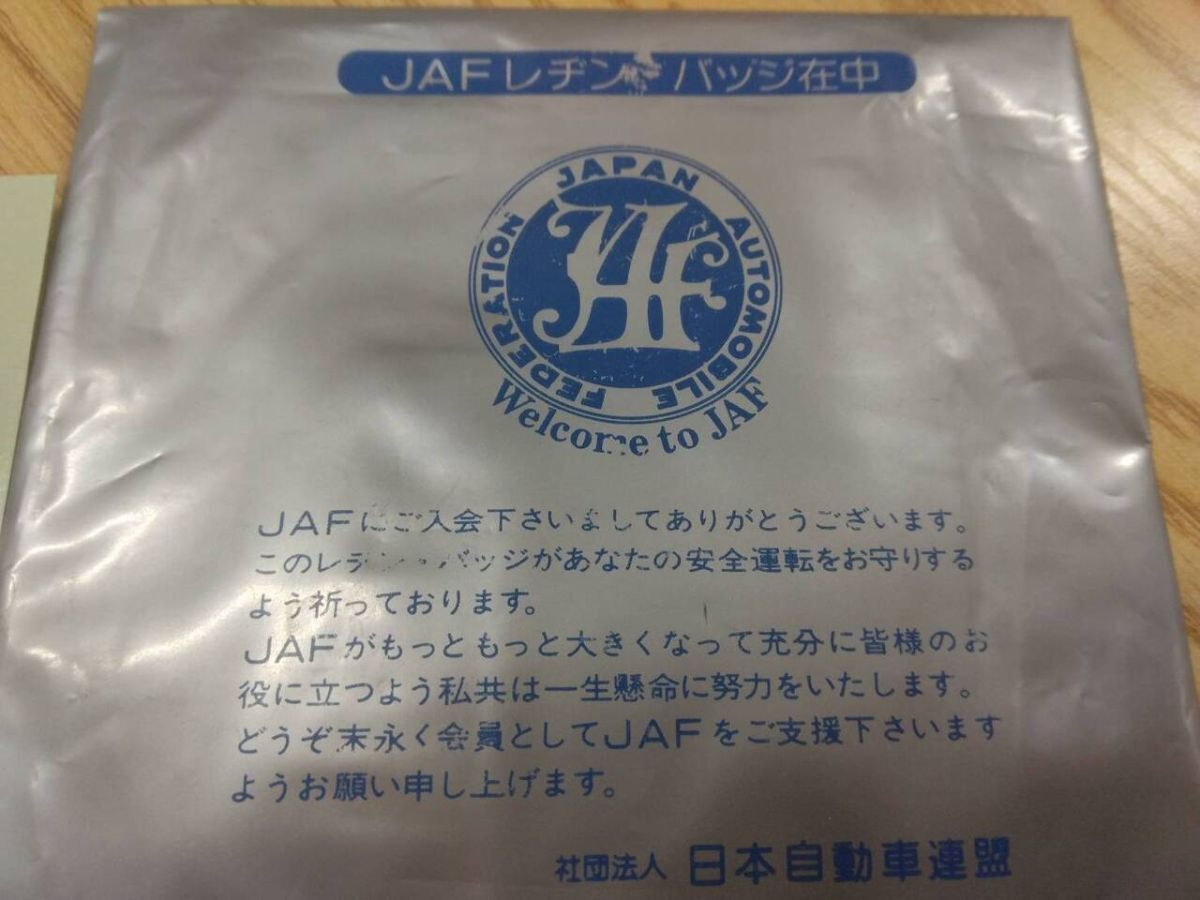 JAFレヂン バッジ在中
JAPAN AUTOMOBILE FEDERATION
JAF
Welcome to JAF
JAFにご入会下さいましてありがとうございます。
このレヂン・バッジがあなたの安全運転をお守りする
よう祈っております。
JAFがもっともっと大きくなって充分に皆様のお
役に立つよう私共は一生懸命に努力をいたします。
どうぞ末永く会員としてJAFをご支援下さいます
ようお願い申し上げます。
社団法人 日本自動車連盟